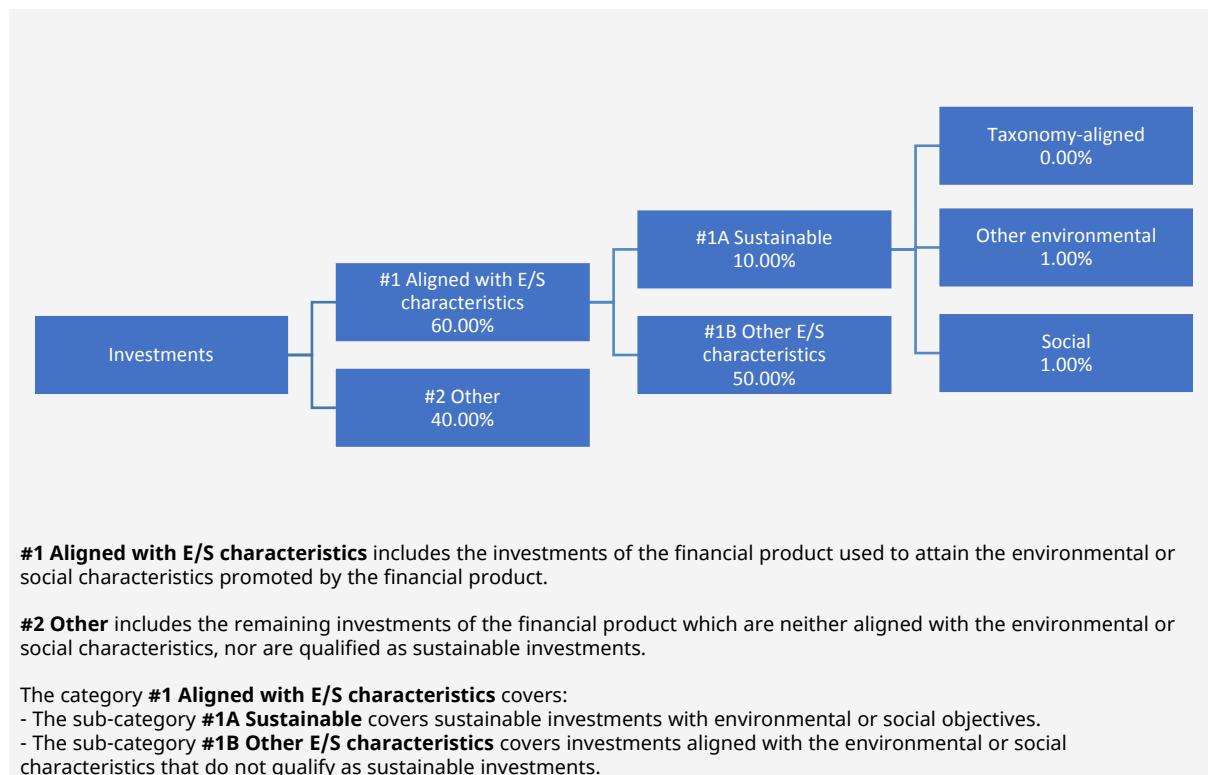 Investments
#1 Aligned with E/S
characteristics
60.00%
#2 Other
40.00%
#1A Sustainable
10.00%
#1B Other E/S
characteristics
50.00%
Taxonomy-aligned
0.00%
Other environmental
1.00%
Social
1.00%
#1 Aligned with E/S characteristics includes the investments of the financial product used to attain the environmental or
social characteristics promoted by the financial product.
#2 Other includes the remaining investments of the financial product which are neither aligned with the environmental or
social characteristics, nor are qualified as sustainable investments.
The category #1 Aligned with E/S characteristics covers:
- The sub-category #1A Sustainable covers sustainable investments with environmental or social objectives.
- The sub-category #1B Other E/S characteristics covers investments aligned with the environmental or social
characteristics that do not qualify as sustainable investments.